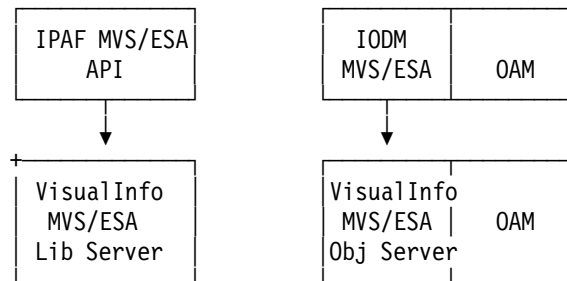 IPAF MVS/ESA
API
IODM
MVS/ESA
OAM
VisualInfo
MVS/ESA
Lib Server
VisualInfo
MVS/ESA
Obj Server
OAM